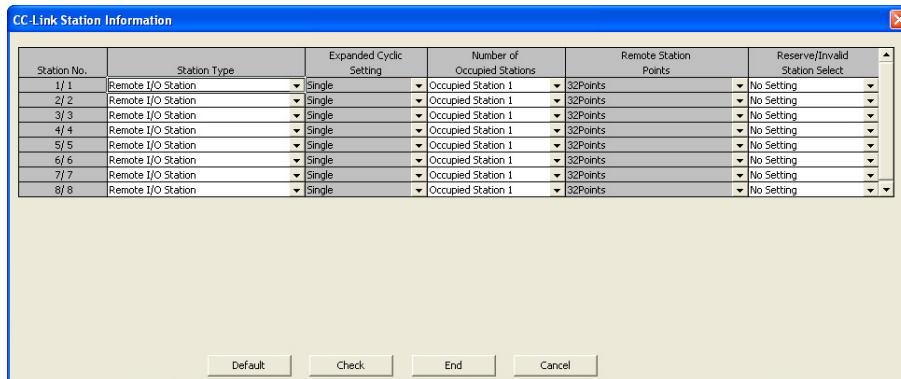 CC-Link Station Information
Expanded Cyclic Number of Remote Station Reserve/Invalid
Station No. Station Type Setting Occupied Stations Points Station Select
1/ 1 Remote I/O Station Single Occupied Station 1 32Points No Setting
2/ 2 Remote I/O Station Single Occupied Station 1 32Points No Setting
3/ 3 Remote I/O Station Single Occupied Station 1 32Points No Setting
4/ 4 Remote I/O Station Single Occupied Station 1 32Points No Setting
5/ 5 Remote I/O Station Single Occupied Station 1 32Points No Setting
6/ 6 Remote I/O Station Single Occupied Station 1 32Points No Setting
7/ 7 Remote I/O Station Single Occupied Station 1 32Points No Setting
8/ 8 Remote I/O Station Single Occupied Station 1 32Points No Setting
Default Check End Cancel